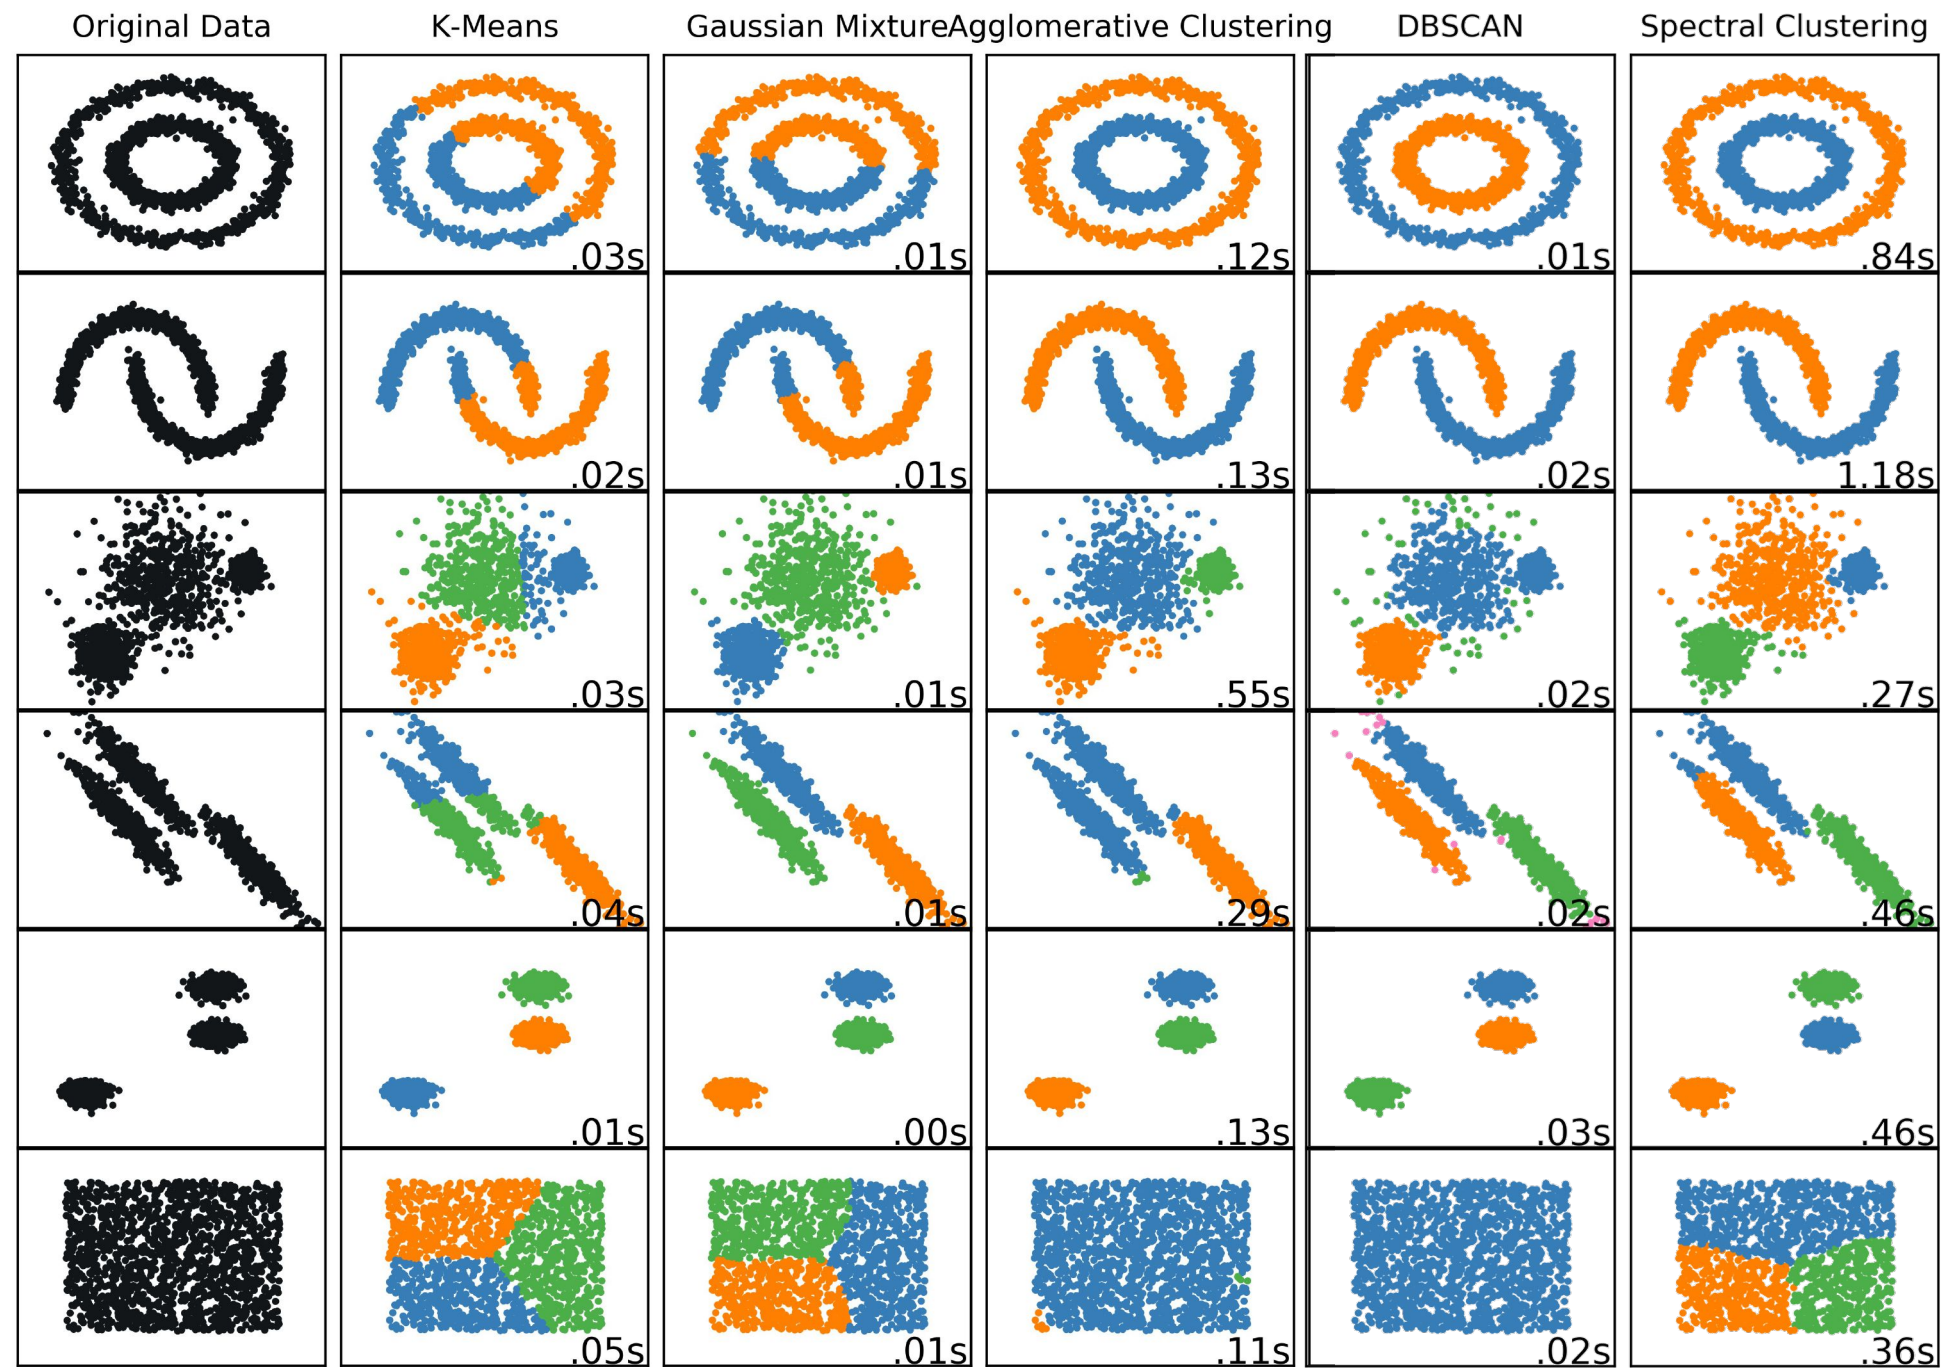 Original Data K-Means Gaussian Mixture Agglomerative Clustering DBSCAN Spectral Clustering
.03s .01s .12s .01s .84s
.02s .01s .13s .02s 1.18s
.03s .01s .55s .02s .27s
.04s .01s .29s .02s .46s
.01s .00s .13s .03s .46s
.05s .01s .11s .02s .36s